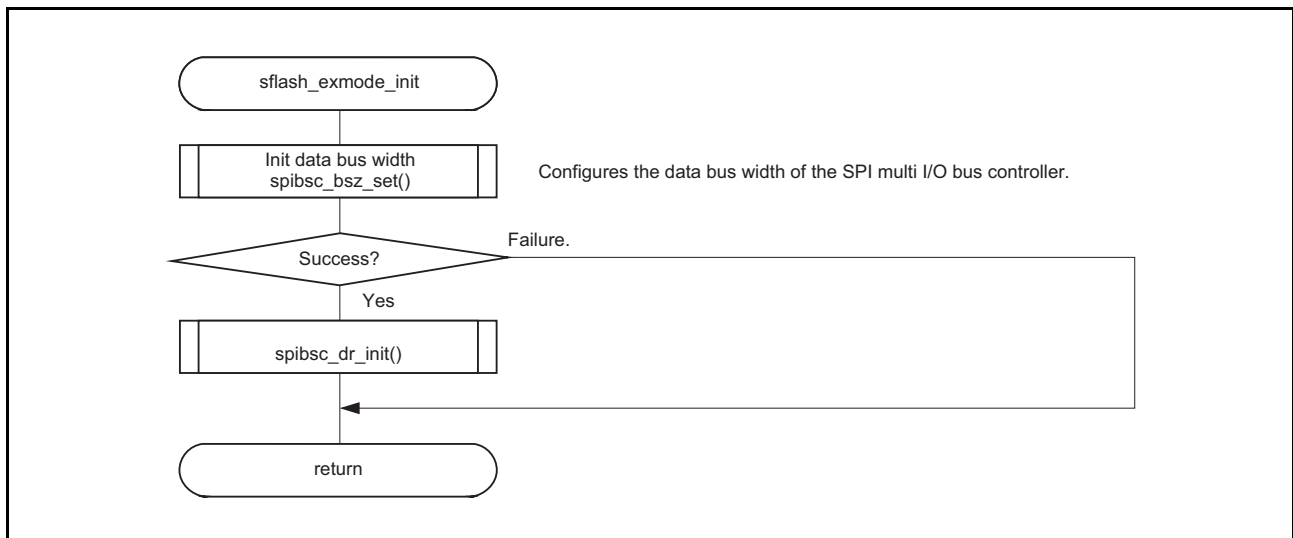 sflash_exmode_init
Init data bus width
spibsc_bsz_set()
Configures the data bus width of the SPI multi I/O bus controller.
Failure.
Success?
Yes
spibsc_dr_init()
return